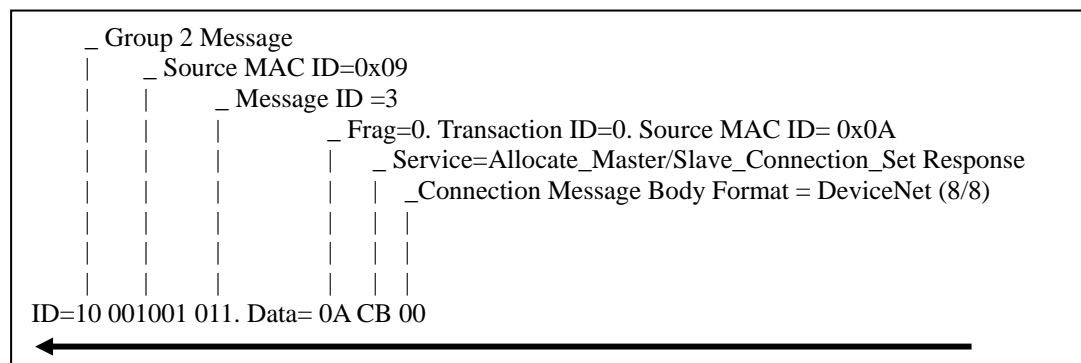 _ Group 2 Message
| _ Source MAC ID=0x09
| | _ Message ID =3
| | | _ Frag=0. Transaction ID=0. Source MAC ID= 0x0A
| | | | _ Service=Allocate_Master/Slave_Connection_Set Response
| | | | | _Connection Message Body Format = DeviceNet (8/8)
| | | | | |
| | | | | |
| | | | | |
ID=10 001001 011. Data= 0A CB 00